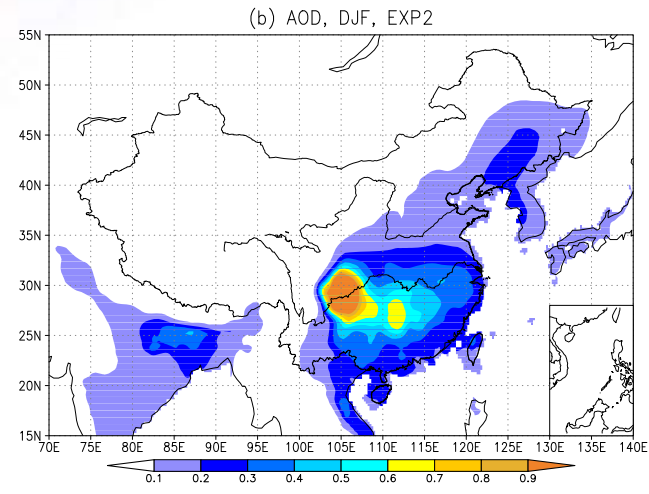 (b) AOD, DJF, EXP2
55N
50N
45N
40N
35N
30N
25N
20N
15N
70E 75E 80E 85E 90E 95E 100E 105E 110E 115E 120E 125E 130E 135E 140E
0.1 0.2 0.3 0.4 0.5 0.6 0.7 0.8 0.9